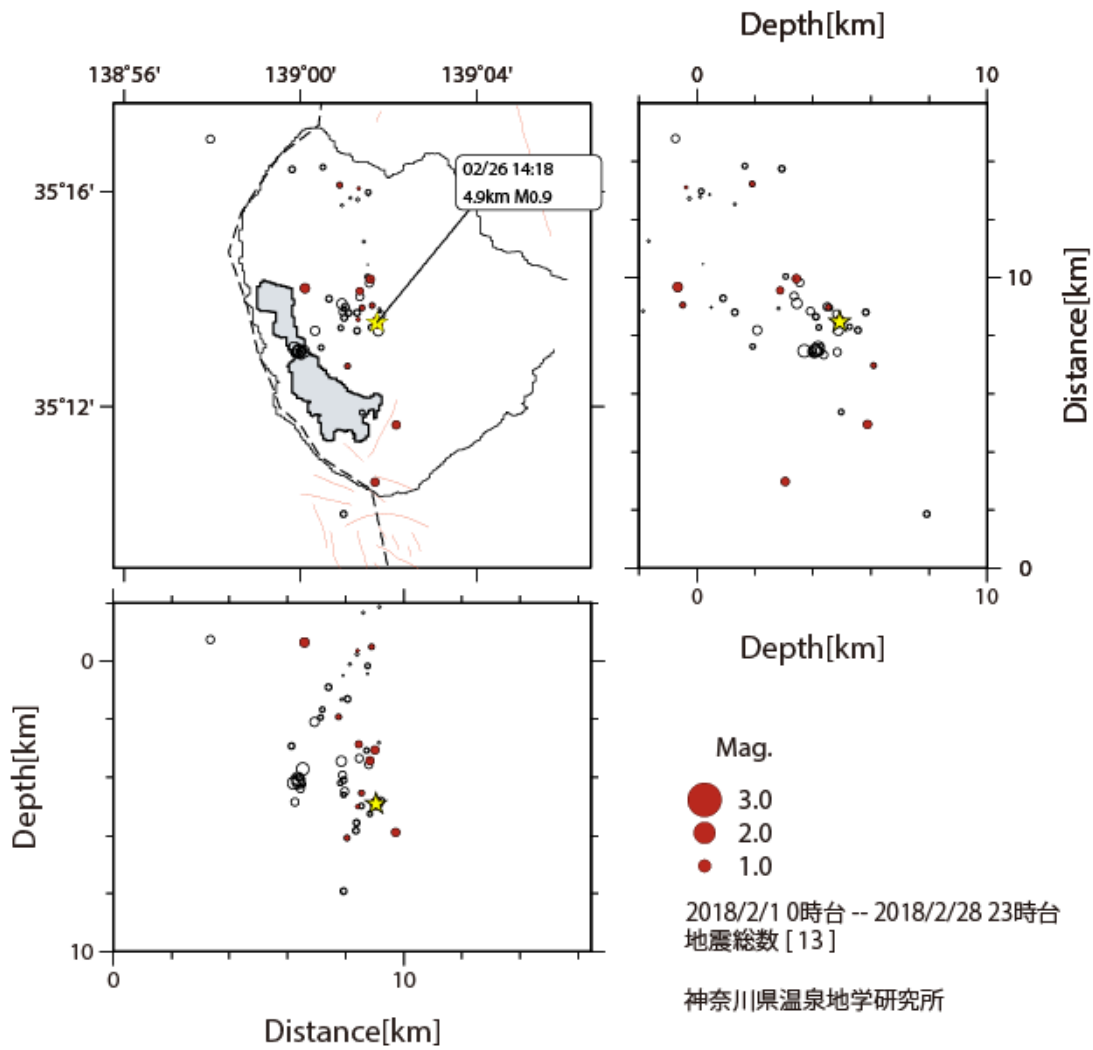 Depth[km]
138˚56'
139˚00'
139˚04'
0
10
02/26 14:18
4.9km M0.9
35˚16'
35˚12'
10
0
Distance[km]
0
10
Depth[km]
0
10
Depth[km]
0
10
Distance[km]
Mag.
3.0
2.0
1.0
2018/2/1 0時台 -- 2018/2/28 23時台
地震総数 [ 13 ]
神奈川県温泉地学研究所